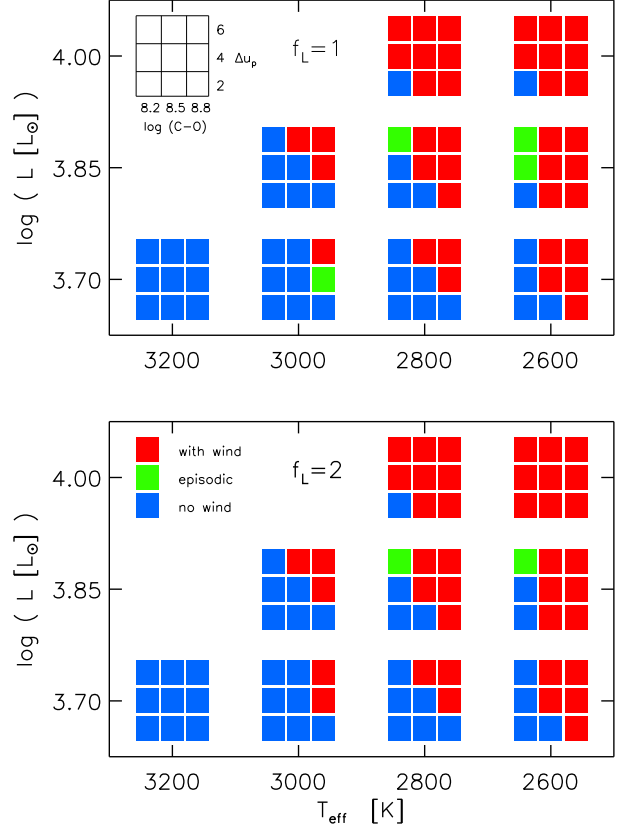 6
4 Δu_p
2
8.2 8.5 8.8
log (C-O)
f_L=1
4.00
3.85
3.70
log ( L [L⊙] )
3200 3000 2800 2600
with wind
episodic
no wind
f_L=2
4.00
3.85
3.70
log ( L [L⊙] )
3200 3000 2800 2600
T_eff [K]